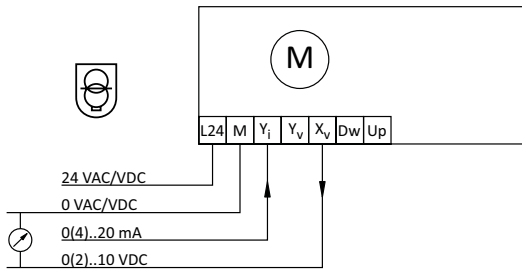 M
L24 M Yi Yv Xv Dw Up
24 VAC/VDC
0 VAC/VDC
0(4)..20 mA
0(2)..10 VDC